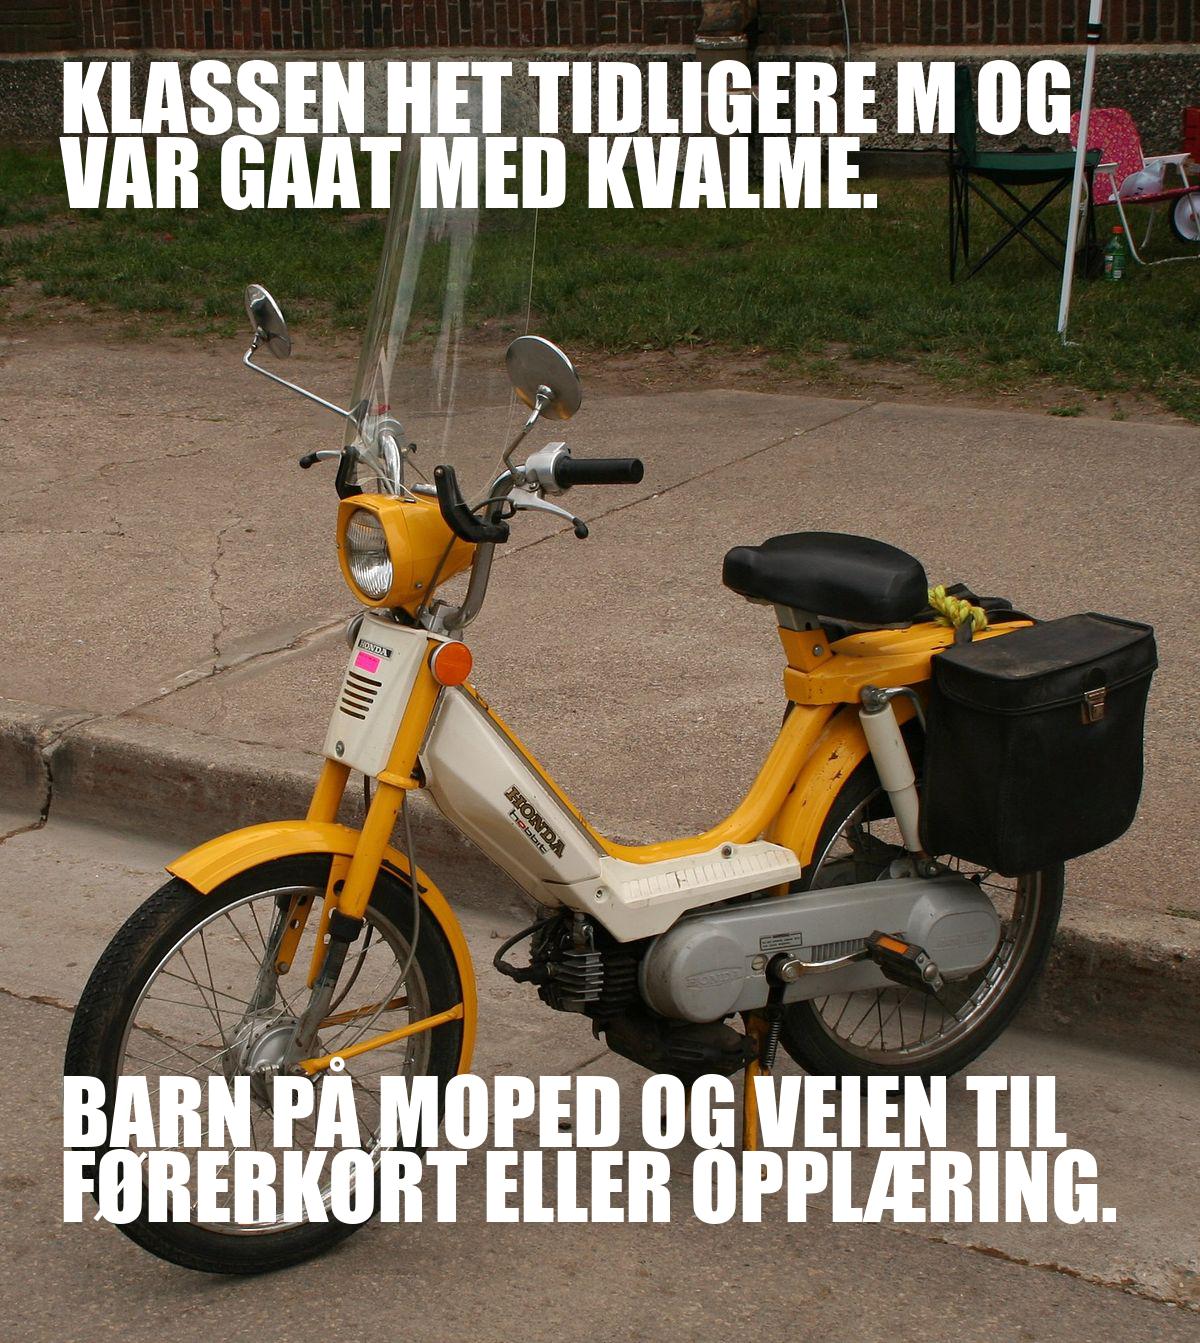 KLASSEN HET TIDLIGERE M OG
VAR GAAT MED KVALME.
HONDA
HONDA
hobbit
HONDA
BARN PÅ MOPED OG VEIEN TIL
FØRERKORT ELLER OPPLÆRING.